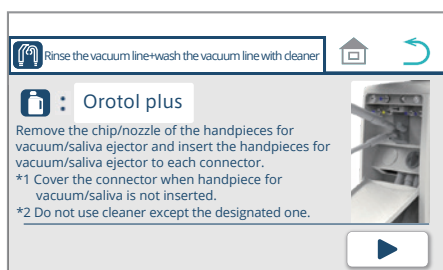 Rinse the vacuum line+wash the vacuum line with cleaner
: Orotol plus
Remove the chip/nozzle of the handpieces for
vacuum/saliva ejector and insert the handpieces for
vacuum/saliva ejector to each connector.
*1 Cover the connector when handpiece for
vacuum/saliva is not inserted.
*2 Do not use cleaner except the designated one.